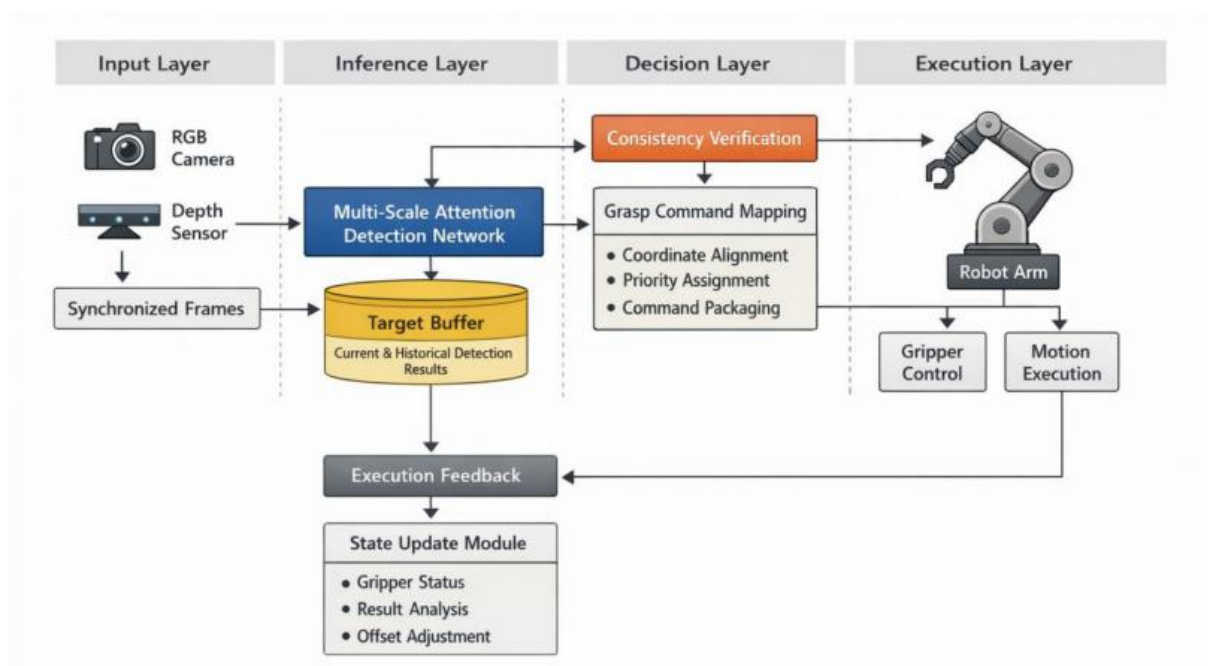 Input Layer
Inference Layer
Decision Layer
Execution Layer
RGB
Camera
Depth
Sensor
Synchronized Frames
Multi-Scale Attention
Detection Network
Target Buffer
Current & Historical Detection
Results
Consistency Verification
Grasp Command Mapping
• Coordinate Alignment
• Priority Assignment
• Command Packaging
Robot Arm
Gripper
Control
Motion
Execution
Execution Feedback
State Update Module
• Gripper Status
• Result Analysis
• Offset Adjustment